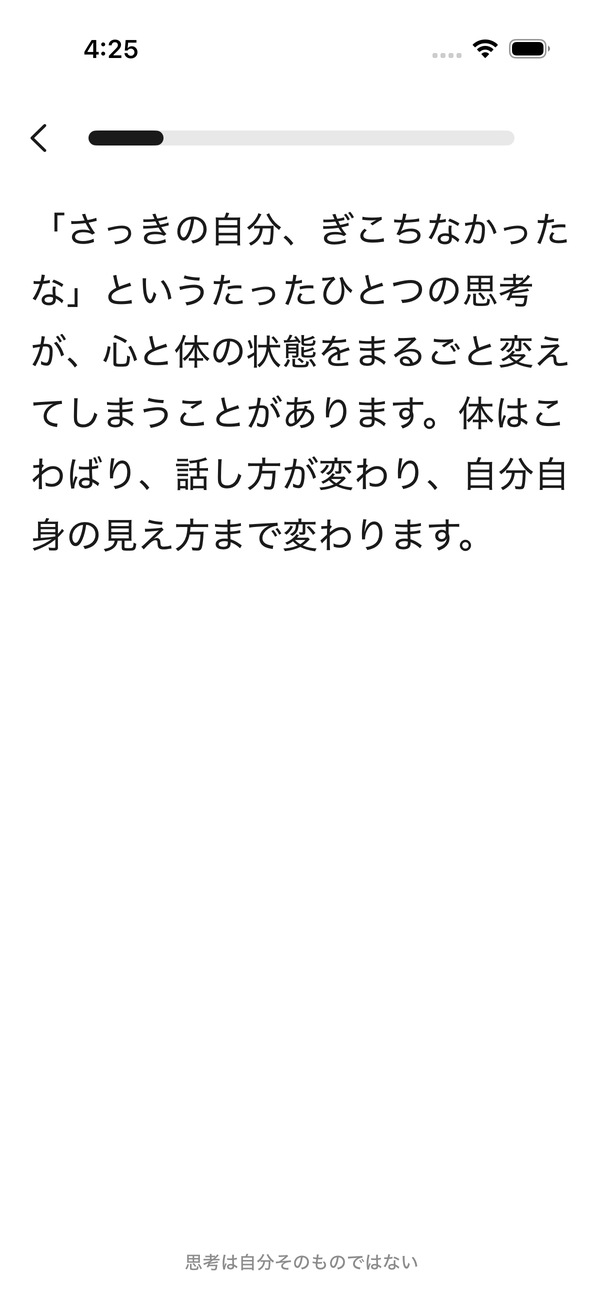 4:25
「さっきの自分、ぎこちなかった
な」というたったひとつの思考
が、心と体の状態をまるごと変え
てしまうことがあります。体はこ
わばり、話し方が変わり、自分自
身の見え方まで変わります。
思考は自分そのものではない